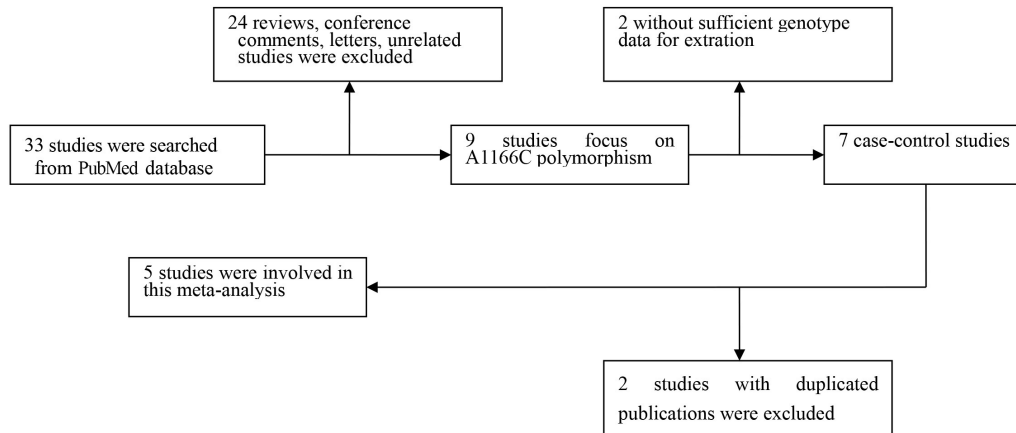 24 reviews, conference
comments, letters, unrelated
studies were excluded
2 without sufficient genotype
data for extration
33 studies were searched
from PubMed database
9 studies focus on
A1166C polymorphism
7 case-control studies
5 studies were involved in
this meta-analysis
2 studies with duplicated
publications were excluded